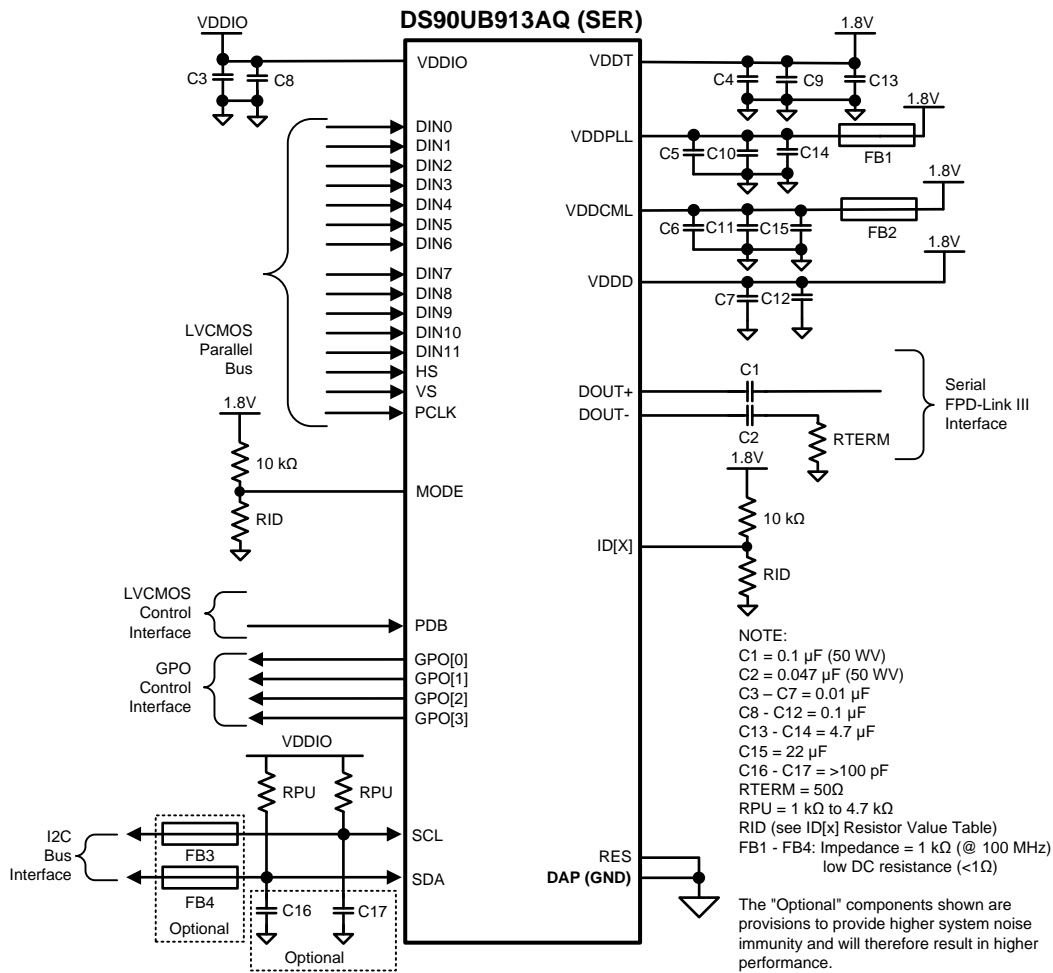 DS90UB913AQ (SER)
VDDIO
C3
C8
VDDIO
DIN0
DIN1
DIN2
DIN3
DIN4
DIN5
DIN6
DIN7
DIN8
DIN9
DIN10
DIN11
HS
VS
PCLK
LVCMOS
Parallel
Bus
1.8V
10 kΩ
MODE
RID
LVCMOS
Control
Interface
PDB
GPO
Control
Interface
GPO[0]
GPO[1]
GPO[2]
GPO[3]
VDDIO
RPU
RPU
I2C
Bus
Interface
FB3
SCL
FB4
SDA
Optional
C16
C17
Optional
1.8V
VDDT
C4
C9
C13
1.8V
VDDPLL
C5
C10
C14
FB1
1.8V
VDDCML
C6
C11
C15
FB2
1.8V
VDDD
C7
C12
C1
DOUT+
DOUT-
C2
RTERM
Serial
FPD-Link III
Interface
1.8V
10 kΩ
ID[X]
RID
RES
DAP (GND)
NOTE:
C1 = 0.1 µF (50 WV)
C2 = 0.047 µF (50 WV)
C3 – C7 = 0.01 µF
C8 - C12 = 0.1 µF
C13 - C14 = 4.7 µF
C15 = 22 µF
C16 - C17 = >100 pF
RTERM = 50Ω
RPU = 1 kΩ to 4.7 kΩ
RID (see ID[x] Resistor Value Table)
FB1 - FB4: Impedance = 1 kΩ (@ 100 MHz)
low DC resistance (<1Ω)
The "Optional" components shown are
provisions to provide higher system noise
immunity and will therefore result in higher
performance.